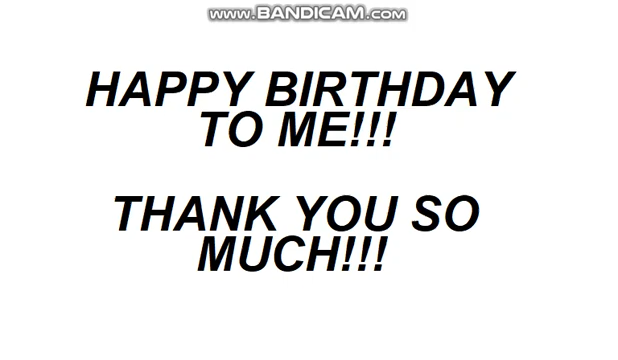 www.BANDICAM.com
HAPPY BIRTHDAY
TO ME!!!
THANK YOU SO
MUCH!!!